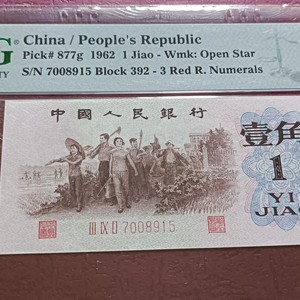 G
TY
China / People's Republic
Pick# 877g 1962 1 Jiao - Wmk: Open Star
S/N 7008915 Block 392 - 3 Red R. Numerals
中國人民銀行
壹角
1
YI
JIAO
III IX II 7008915